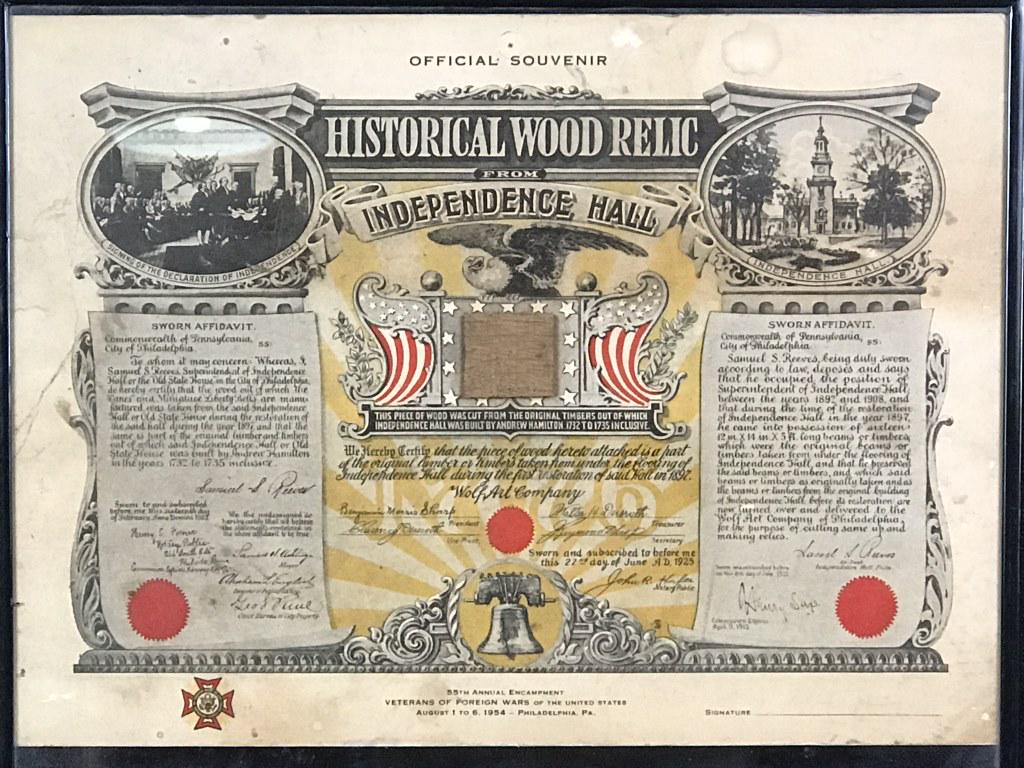 OFFICIAL SOUVENIR
HISTORICAL WOOD RELIC
FROM
INDEPENDENCE HALL
SIGNING OF THE DECLARATION OF INDEPENDENCE
INDEPENDENCE HALL
SWORN AFFIDAVIT.
Commonwealth of Pennsylvania,
City of Philadelphia. SS:
To whom it may concern- Whereas, I,
Samuel S. Reeves, Superintendent of Independence
Hall or the Old State House in the City of Philadelphia,
do hereby certify that the wood out of which The
Canes and Miniature Liberty Bells are manu-
factured was taken from the said Independence
Hall or Old State House during the restoration of
the said hall during the year 1897 and that the
same is part of the original lumber and timbers
out of which said Independence Hall or Old
State House was built by Andrew Hamilton
in the years 1732 to 1735 inclusive.
Samuel S. Reeves
THIS PIECE OF WOOD WAS CUT FROM THE ORIGINAL TIMBERS OUT OF WHICH
INDEPENDENCE HALL WAS BUILT BY ANDREW HAMILTON 1732 TO 1735 INCLUSIVE.
We Hereby Certify that the piece of wood hereto attached is a part
of the original lumber or timbers taken from under the flooring of
Independence Hall during the first restoration of said Hall in 1897.
Wolf Art Company
President
Treasurer
Vice Prest.
Secretary
Sworn and subscribed to before me
this 22nd day of June A.D. 1925
Notary Public
SWORN AFFIDAVIT.
Commonwealth of Pennsylvania,
City of Philadelphia. SS:
Samuel S. Reeves, being duly sworn
according to law, deposes and says
that he occupied the position of
Superintendent of Independence Hall,
between the years 1892 and 1908, and
that during the time of the restoration
of Independence Hall in the year 1897,
he came into possession of sixteen-
12 in. X 14 in. X 5 ft. long beams or timbers,
which were the original beams or
timbers taken from under the flooring of
Independence Hall, and that he preserved
the said beams or timbers, and which said
beams or timbers as originally taken and as
the beams or timbers from the original building
of Independence Hall, before its restoration, are
now turned over and delivered to the
Wolf Art Company of Philadelphia,
for the purpose of cutting same up and
making relics.
Samuel S. Reeves
55TH ANNUAL ENCAMPMENT
VETERANS OF FOREIGN WARS OF THE UNITED STATES
AUGUST 1 TO 6, 1954 – PHILADELPHIA, PA.
SIGNATURE